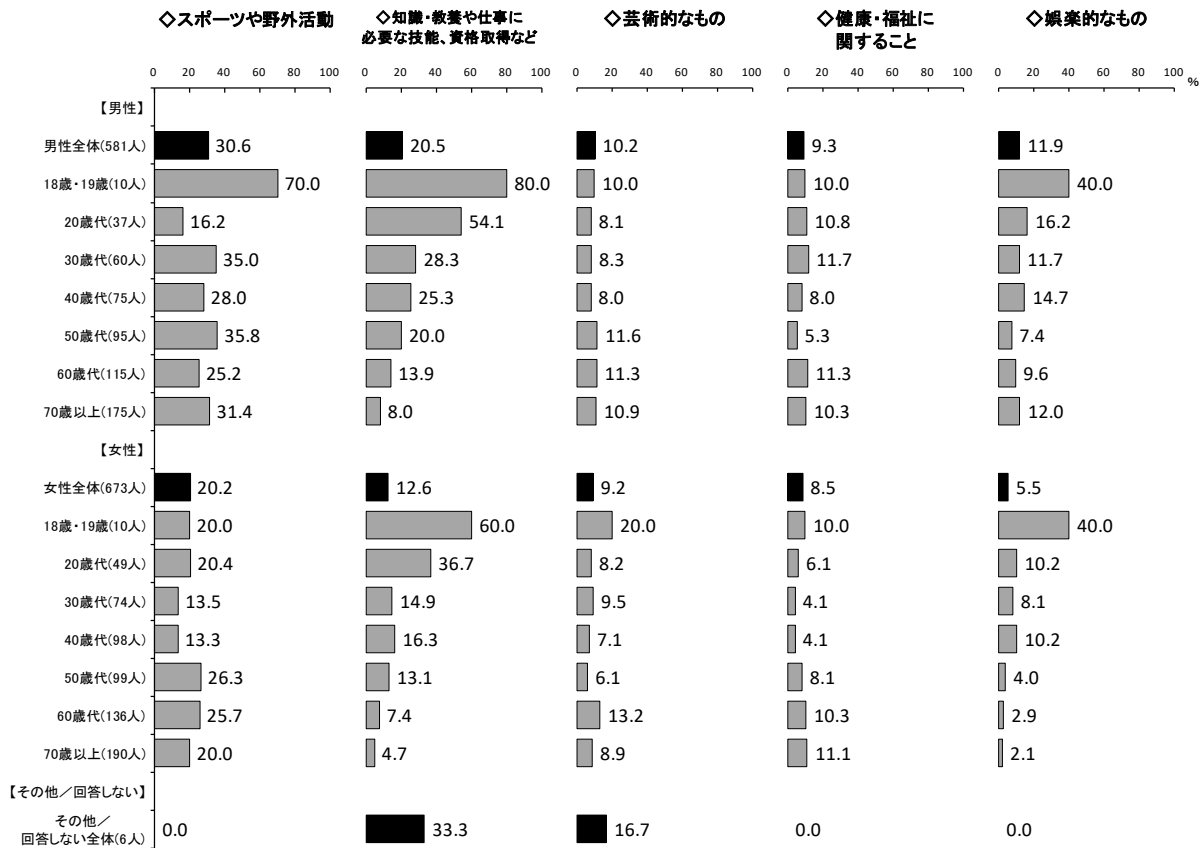 ◇スポーツや野外活動 ◇知識・教養や仕事に必要な技能、資格取得など ◇芸術的なもの ◇健康・福祉に関すること ◇娯楽的なもの
0 20 40 60 80 100 0 20 40 60 80 100 0 20 40 60 80 100 0 20 40 60 80 100 0 20 40 60 80 100 %
【男性】
男性全体(581人) 30.6 20.5 10.2 9.3 11.9
18歳・19歳(10人) 70.0 80.0 10.0 10.0 40.0
20歳代(37人) 16.2 54.1 8.1 10.8 16.2
30歳代(60人) 35.0 28.3 8.3 11.7 11.7
40歳代(75人) 28.0 25.3 8.0 8.0 14.7
50歳代(95人) 35.8 20.0 11.6 5.3 7.4
60歳代(115人) 25.2 13.9 11.3 11.3 9.6
70歳以上(175人) 31.4 8.0 10.9 10.3 12.0
【女性】
女性全体(673人) 20.2 12.6 9.2 8.5 5.5
18歳・19歳(10人) 20.0 60.0 20.0 10.0 40.0
20歳代(49人) 20.4 36.7 8.2 6.1 10.2
30歳代(74人) 13.5 14.9 9.5 4.1 8.1
40歳代(98人) 13.3 16.3 7.1 4.1 10.2
50歳代(99人) 26.3 13.1 6.1 8.1 4.0
60歳代(136人) 25.7 7.4 13.2 10.3 2.9
70歳以上(190人) 20.0 4.7 8.9 11.1 2.1
【その他／回答しない】
その他／
回答しない全体(6人) 0.0 33.3 16.7 0.0 0.0